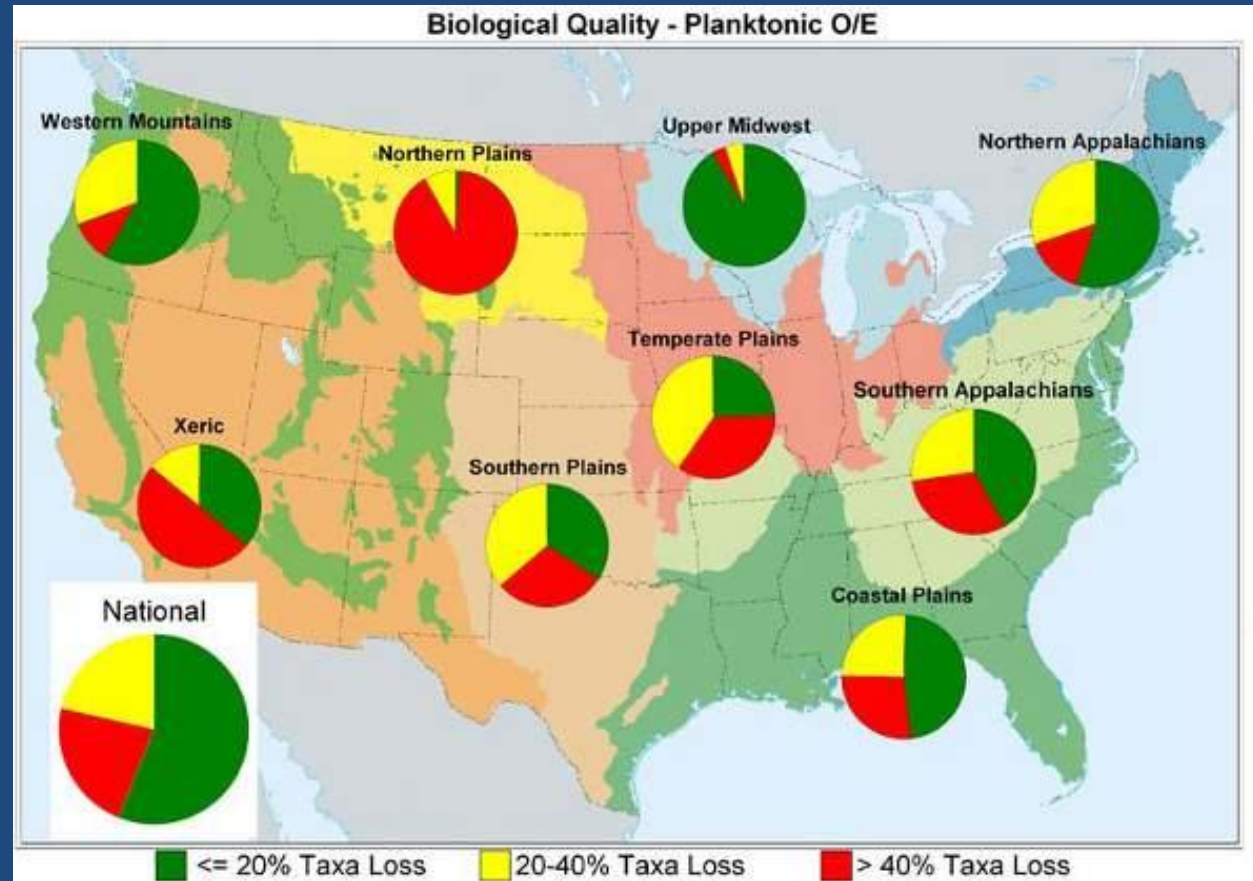 Biological Quality - Planktonic O/E
Western Mountains
Northern Plains
Upper Midwest
Northern Appalachians
Temperate Plains
Southern Appalachians
Xeric
Southern Plains
Coastal Plains
National
<= 20% Taxa Loss
20-40% Taxa Loss
> 40% Taxa Loss